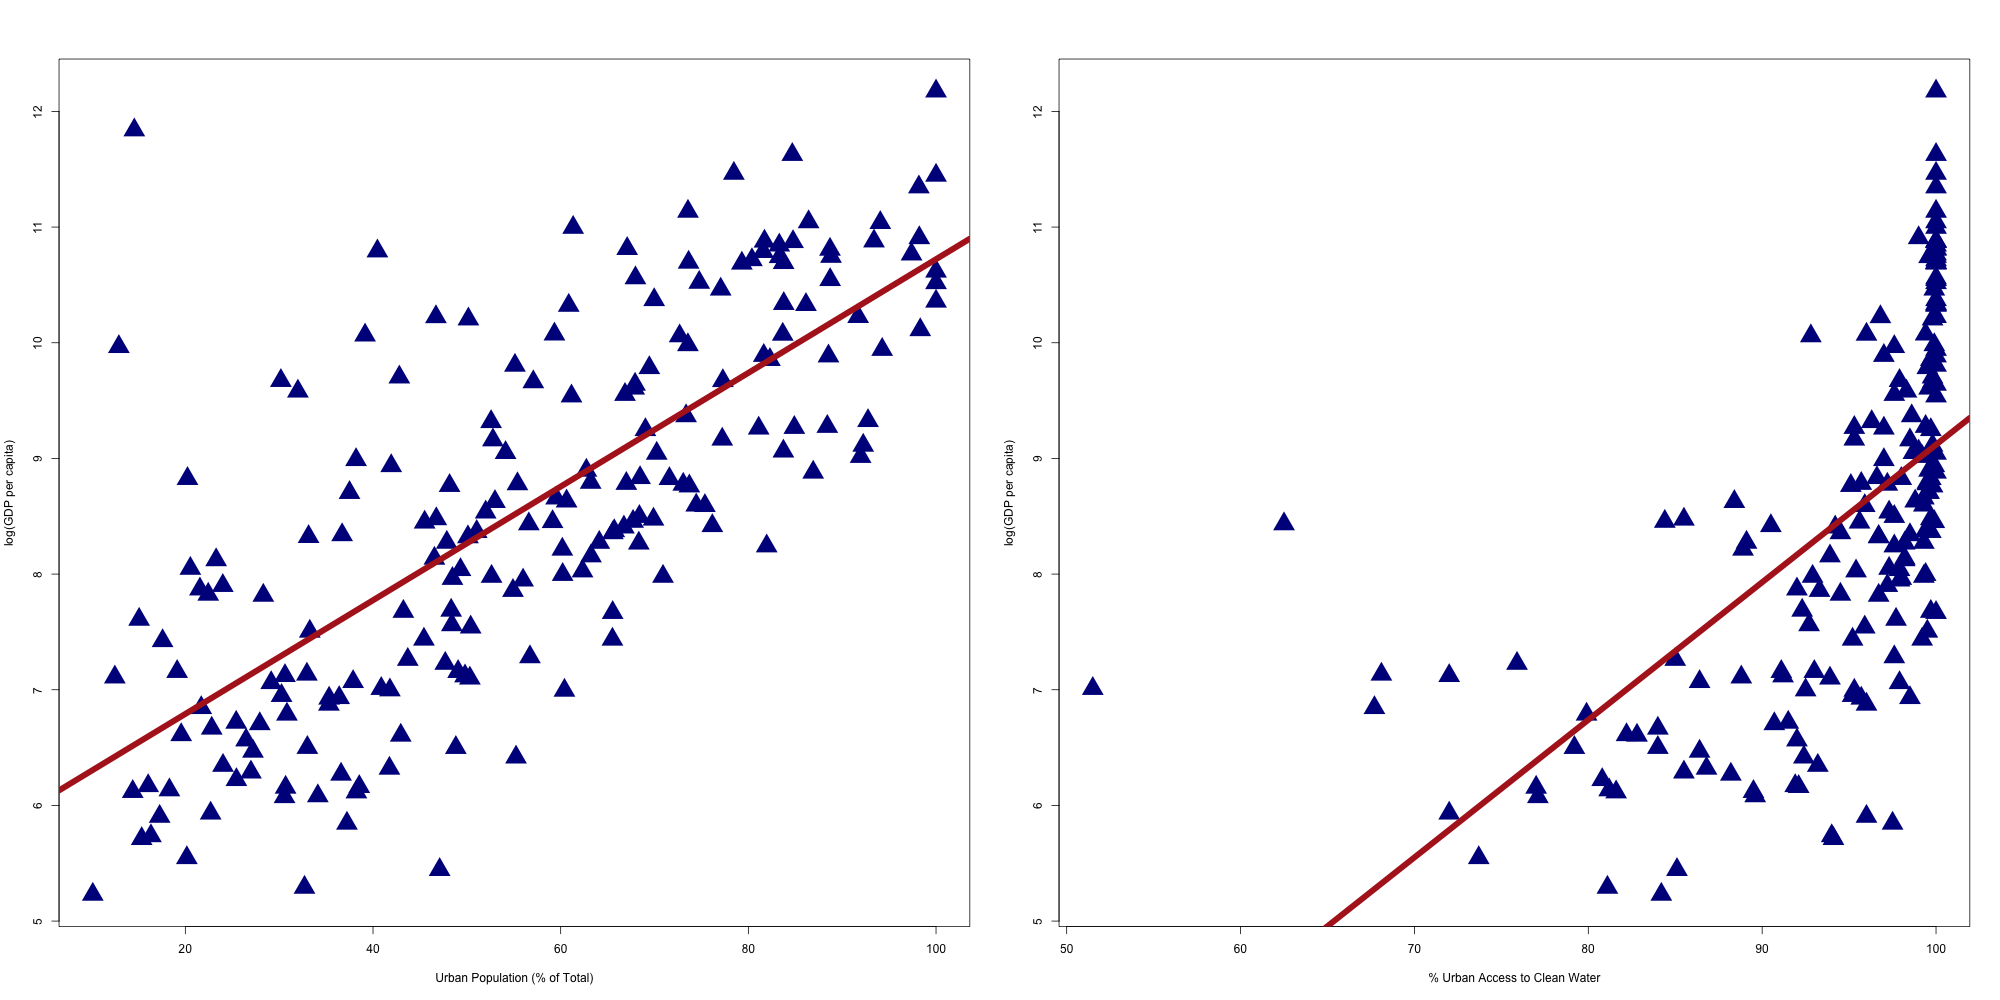 12
11
10
9
8
7
6
5
log(GDP per capita)
20 40 60 80 100
Urban Population (% of Total)
12
11
10
9
8
7
6
5
log(GDP per capita)
50 60 70 80 90 100
% Urban Access to Clean Water